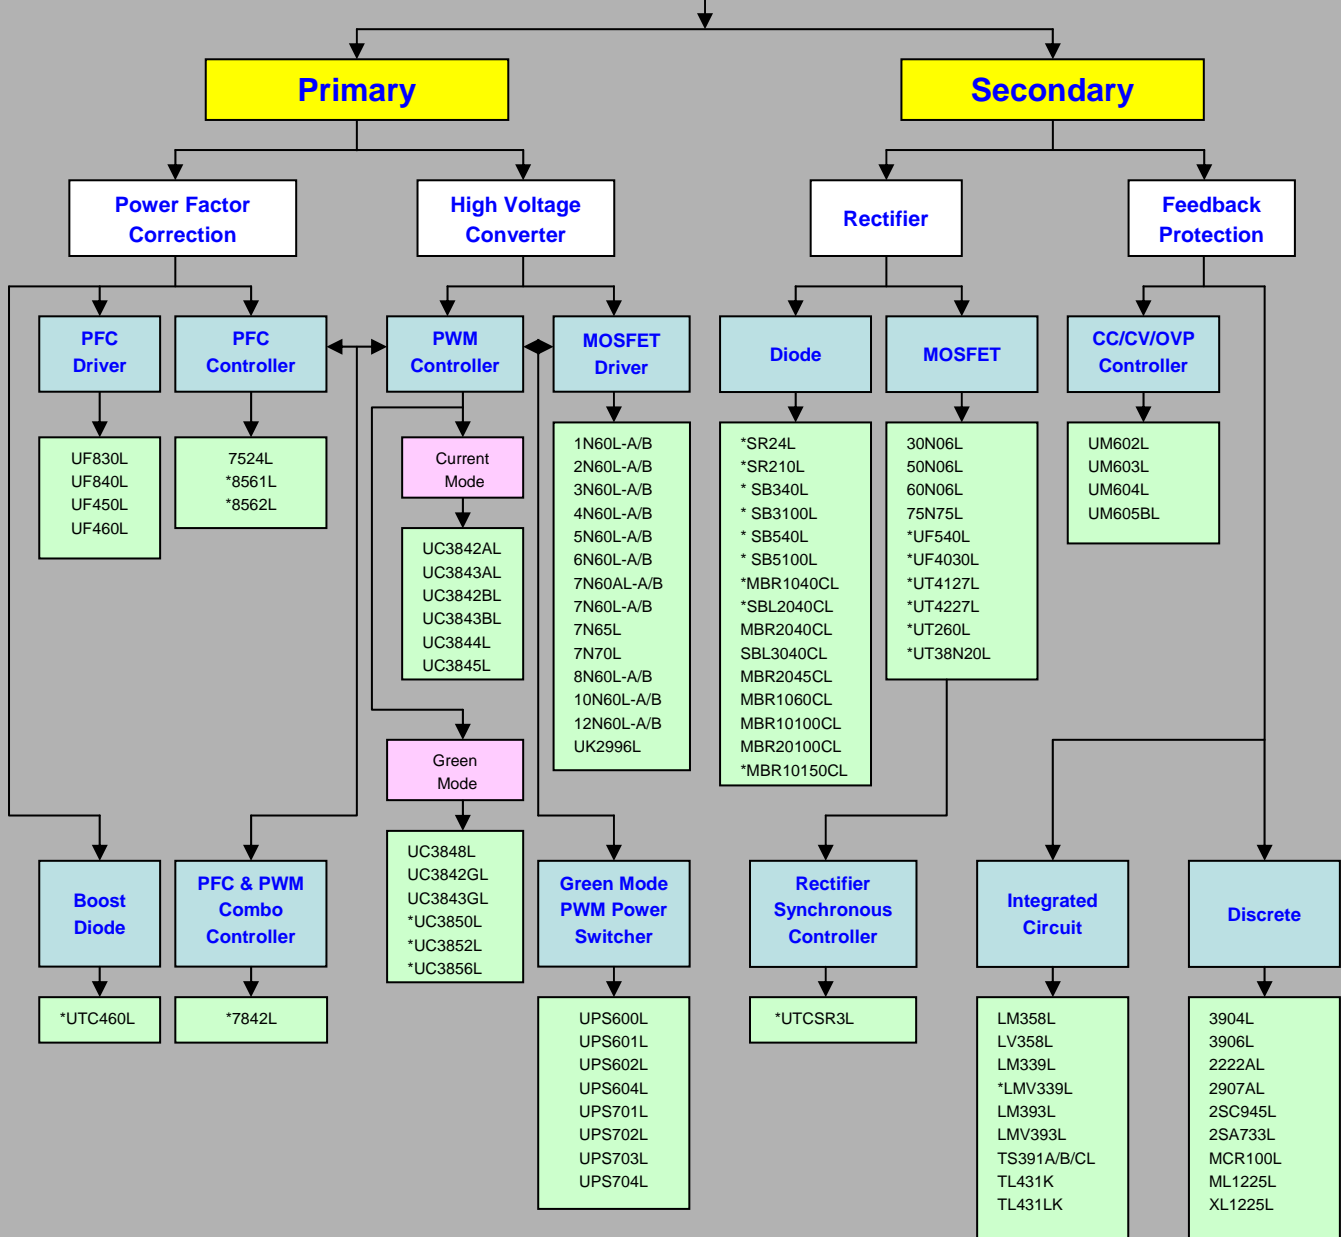 Primary
Secondary
Power Factor
Correction
High Voltage
Converter
Rectifier
Feedback
Protection
PFC
Driver
PFC
Controller
PWM
Controller
MOSFET
Driver
Diode
MOSFET
CC/CV/OVP
Controller
UF830L
UF840L
UF450L
UF460L
7524L
*8561L
*8562L
Current
Mode
UC3842AL
UC3843AL
UC3842BL
UC3843BL
UC3844L
UC3845L
Green
Mode
UC3848L
UC3842GL
UC3843GL
*UC3850L
*UC3852L
*UC3856L
1N60L-A/B
2N60L-A/B
3N60L-A/B
4N60L-A/B
5N60L-A/B
6N60L-A/B
7N60AL-A/B
7N60L-A/B
7N65L
7N70L
8N60L-A/B
10N60L-A/B
12N60L-A/B
UK2996L
*SR24L
*SR210L
* SB340L
* SB3100L
* SB540L
* SB5100L
*MBR1040CL
*SBL2040CL
MBR2040CL
SBL3040CL
MBR2045CL
MBR1060CL
MBR10100CL
MBR20100CL
*MBR10150CL
30N06L
50N06L
60N06L
75N75L
*UF540L
*UF4030L
*UT4127L
*UT4227L
*UT260L
*UT38N20L
UM602L
UM603L
UM604L
UM605BL
Boost
Diode
PFC & PWM
Combo
Controller
Green Mode
PWM Power
Switcher
Rectifier
Synchronous
Controller
Integrated
Circuit
Discrete
*UTC460L
*7842L
UPS600L
UPS601L
UPS602L
UPS604L
UPS701L
UPS702L
UPS703L
UPS704L
*UTCSR3L
LM358L
LV358L
LM339L
*LMV339L
LM393L
LMV393L
TS391A/B/CL
TL431K
TL431LK
3904L
3906L
2222AL
2907AL
2SC945L
2SA733L
MCR100L
ML1225L
XL1225L